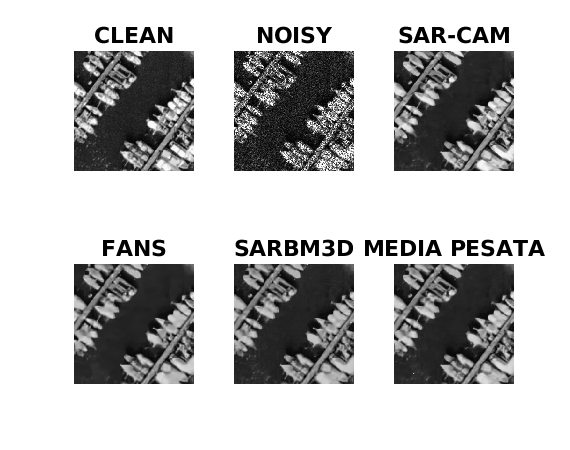 CLEAN
NOISY
SAR-CAM
FANS
SARBM3D
MEDIA PESATA